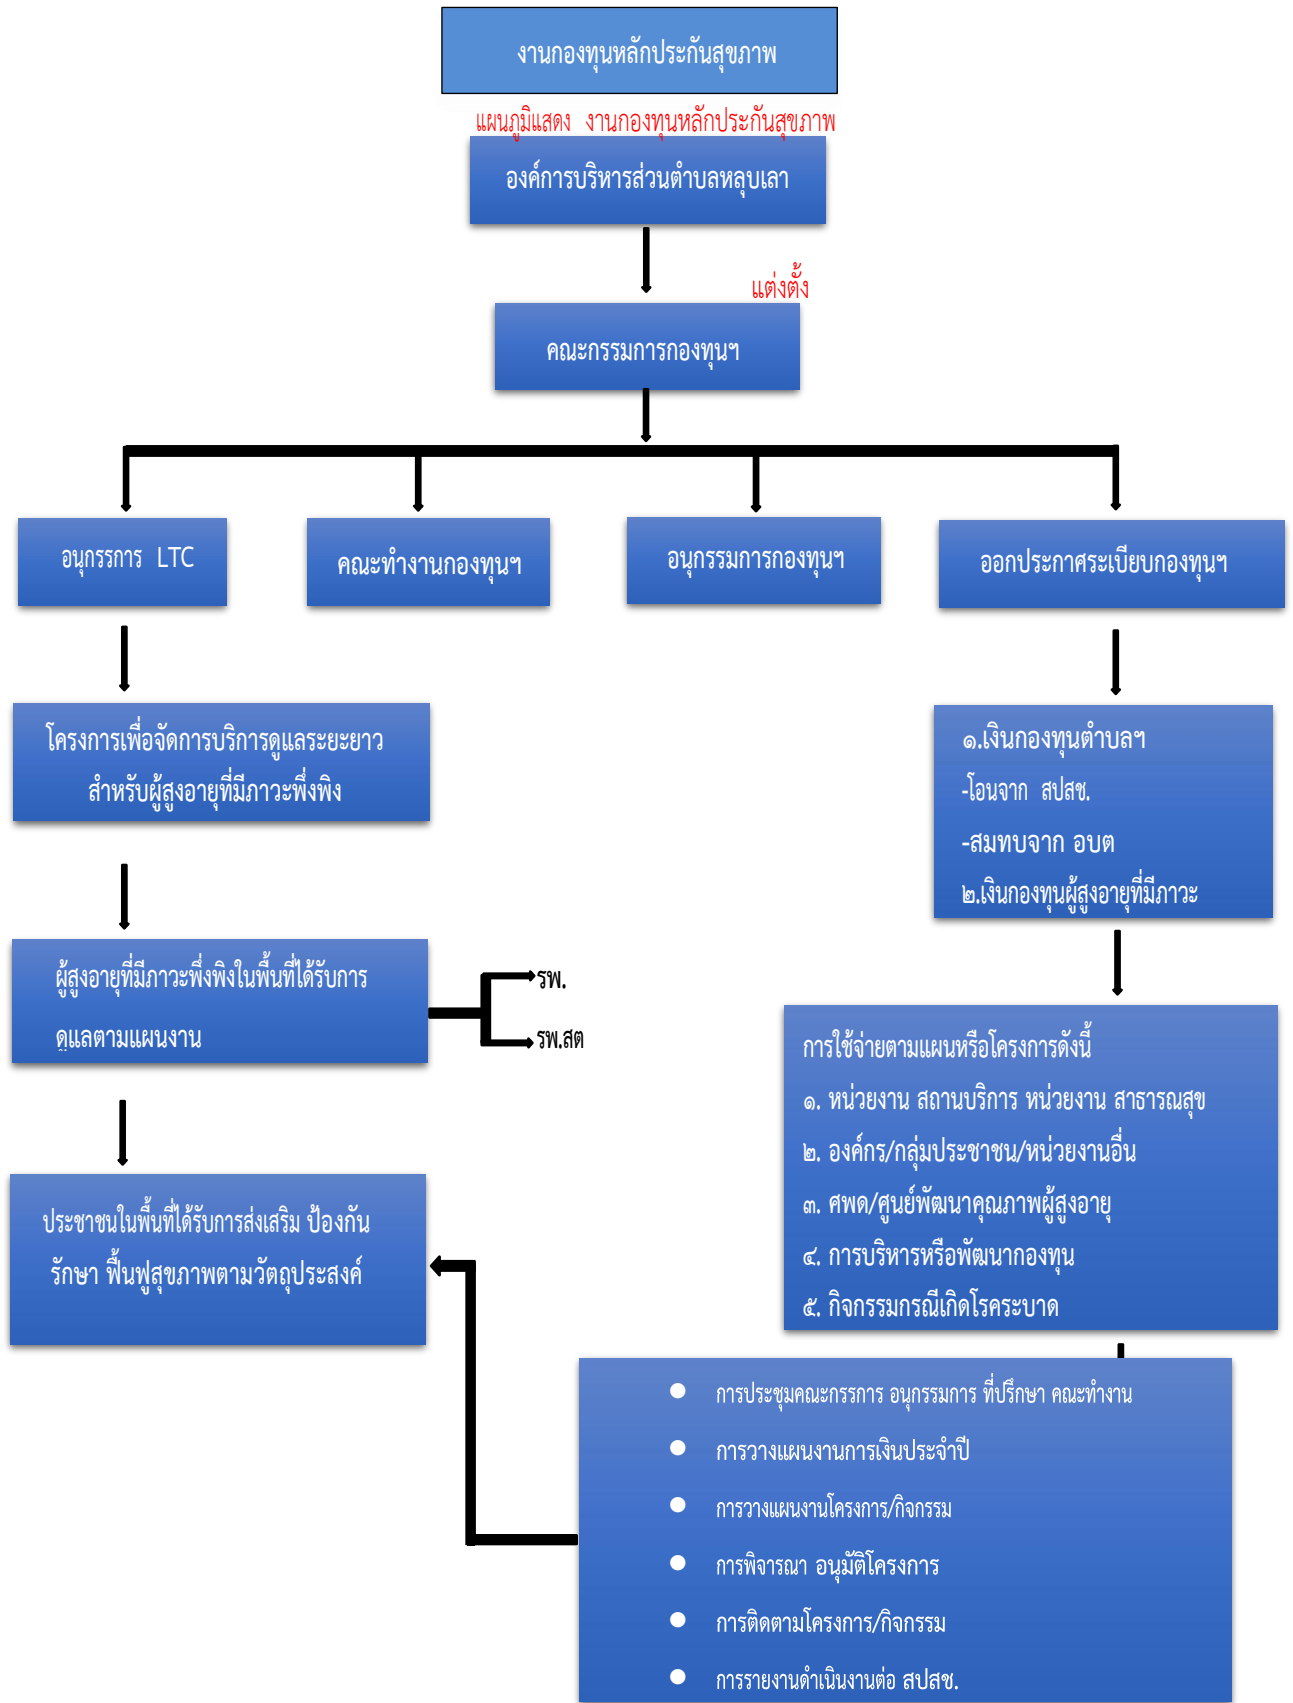 งานกองทุนหลักประกันสุขภาพ
แผนภูมิแสดง งานกองทุนหลักประกันสุขภาพ
องค์การบริหารส่วนตำบลหลุบเลา
แต่งตั้ง
คณะกรรมการกองทุนฯ
อนุกรรการ LTC
คณะทำงานกองทุนฯ
อนุกรรมการกองทุนฯ
ออกประกาศระเบียบกองทุนฯ
โครงการเพื่อจัดการบริการดูแลระยะยาว
สำหรับผู้สูงอายุที่มีภาวะพึ่งพิง
๑.เงินกองทุนตำบลฯ
-โอนจาก สปสช.
-สมทบจาก อบต
๒.เงินกองทุนผู้สูงอายุที่มีภาวะ
ผู้สูงอายุที่มีภาวะพึ่งพิงในพื้นที่ได้รับการ
ดูแลตามแผนงาน
รพ.
รพ.สต
การใช้จ่ายตามแผนหรือโครงการดังนี้
๑. หน่วยงาน สถานบริการ หน่วยงาน สาธารณสุข
๒. องค์กร/กลุ่มประชาชน/หน่วยงานอื่น
๓. ศพด/ศูนย์พัฒนาคุณภาพผู้สูงอายุ
๔. การบริหารหรือพัฒนากองทุน
๕. กิจกรรมกรณีเกิดโรคระบาด
ประชาชนในพื้นที่ได้รับการส่งเสริม ป้องกัน
รักษา ฟื้นฟูสุขภาพตามวัตถุประสงค์
● การประชุมคณะกรรการ อนุกรรมการ ที่ปรึกษา คณะทำงาน
● การวางแผนงานการเงินประจำปี
● การวางแผนงานโครงการ/กิจกรรม
● การพิจารณา อนุมัติโครงการ
● การติดตามโครงการ/กิจกรรม
● การรายงานดำเนินงานต่อ สปสช.